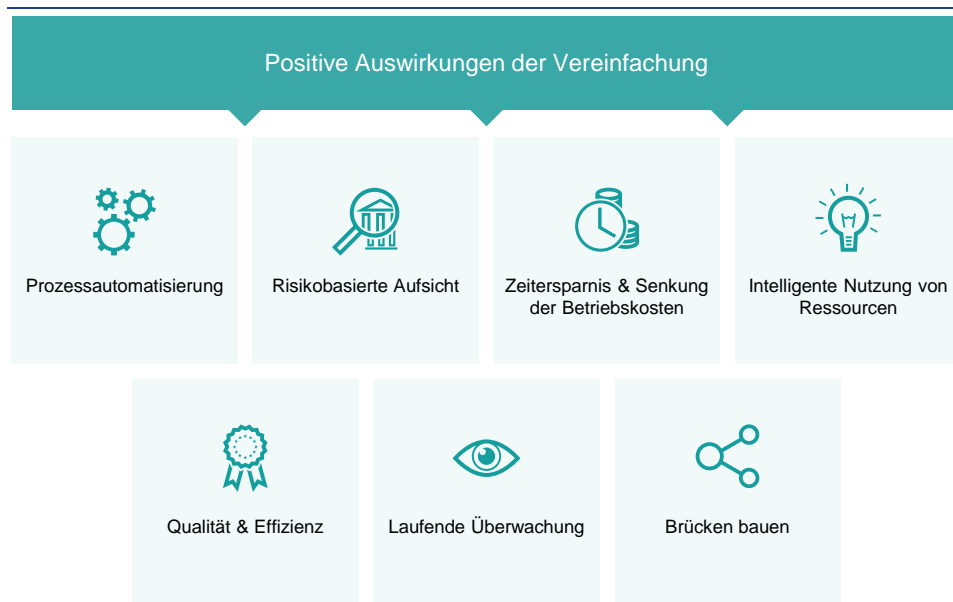 Positive Auswirkungen der Vereinfachung
Prozessautomatisierung
Risikobasierte Aufsicht
Zeitersparnis & Senkung
der Betriebskosten
Intelligente Nutzung von
Ressourcen
Qualität & Effizienz
Laufende Überwachung
Brücken bauen